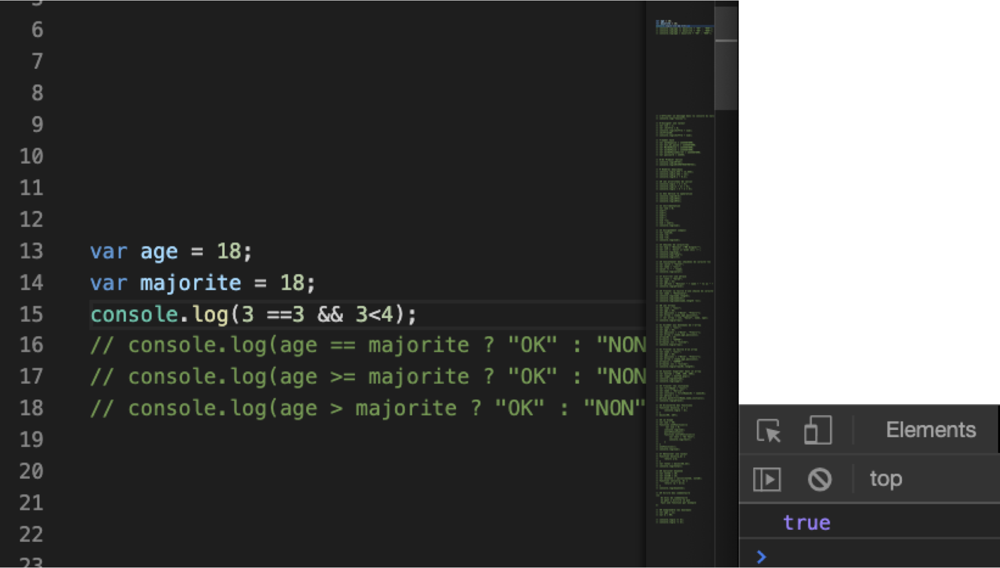 6
7
8
9
10
11
12
13 var age = 18;
14 var majorite = 18;
15 console.log(3 ==3 && 3<4);
16 // console.log(age == majorite ? "OK" : "NON
17 // console.log(age >= majorite ? "OK" : "NON
18 // console.log(age > majorite ? "OK" : "NON"
19
20
21
22
23
Elements
top
true
>